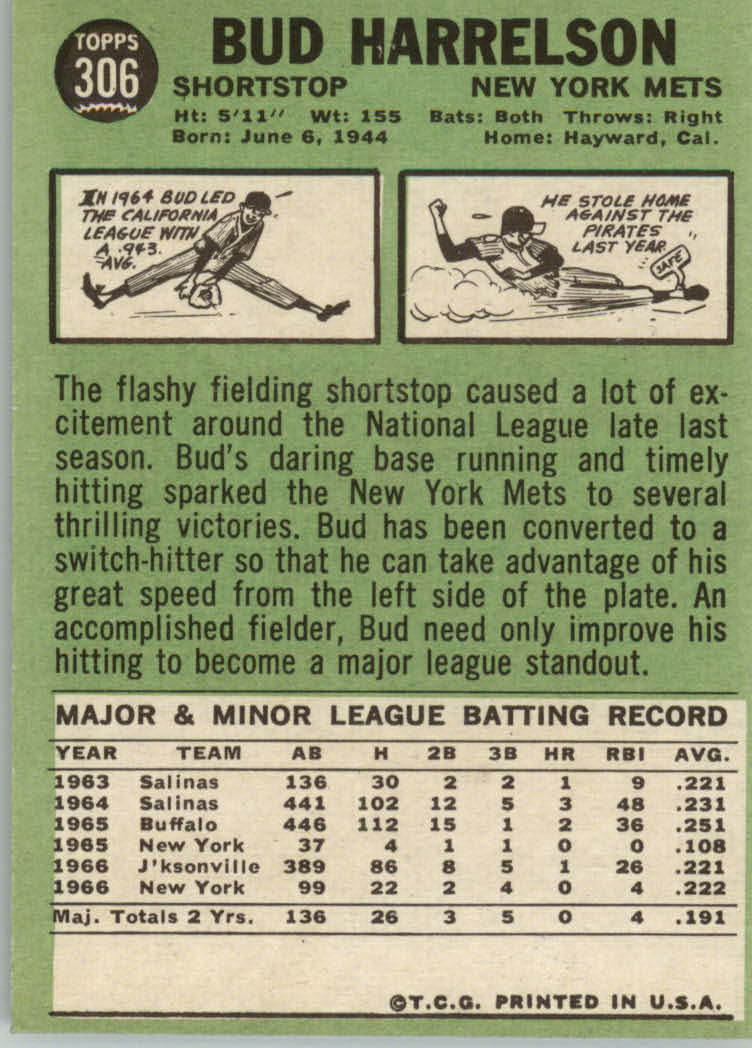 TOPPS
306
BUD HARRELSON
SHORTSTOP NEW YORK METS
Ht: 5'11" Wt: 155 Bats: Both Throws: Right
Born: June 6, 1944 Home: Hayward, Cal.
IN 1964 BUD LED
THE CALIFORNIA
LEAGUE WITH
A .943.
AVG.
HE STOLE HOME
AGAINST THE
PIRATES
LAST YEAR
SAFE
The flashy fielding shortstop caused a lot of ex-
citement around the National League late last
season. Bud's daring base running and timely
hitting sparked the New York Mets to several
thrilling victories. Bud has been converted to a
switch-hitter so that he can take advantage of his
great speed from the left side of the plate. An
accomplished fielder, Bud need only improve his
hitting to become a major league standout.
MAJOR & MINOR LEAGUE BATTING RECORD
YEAR TEAM AB H 2B 3B HR RBI AVG.
1963 Salinas 136 30 2 2 1 9 .221
1964 Salinas 441 102 12 5 3 48 .231
1965 Buffalo 446 112 15 1 2 36 .251
1965 New York 37 4 1 1 0 0 .108
1966 J'ksonville 389 86 8 5 1 26 .221
1966 New York 99 22 2 4 0 4 .222
Maj. Totals 2 Yrs. 136 26 3 5 0 4 .191
©T.C.G. PRINTED IN U.S.A.